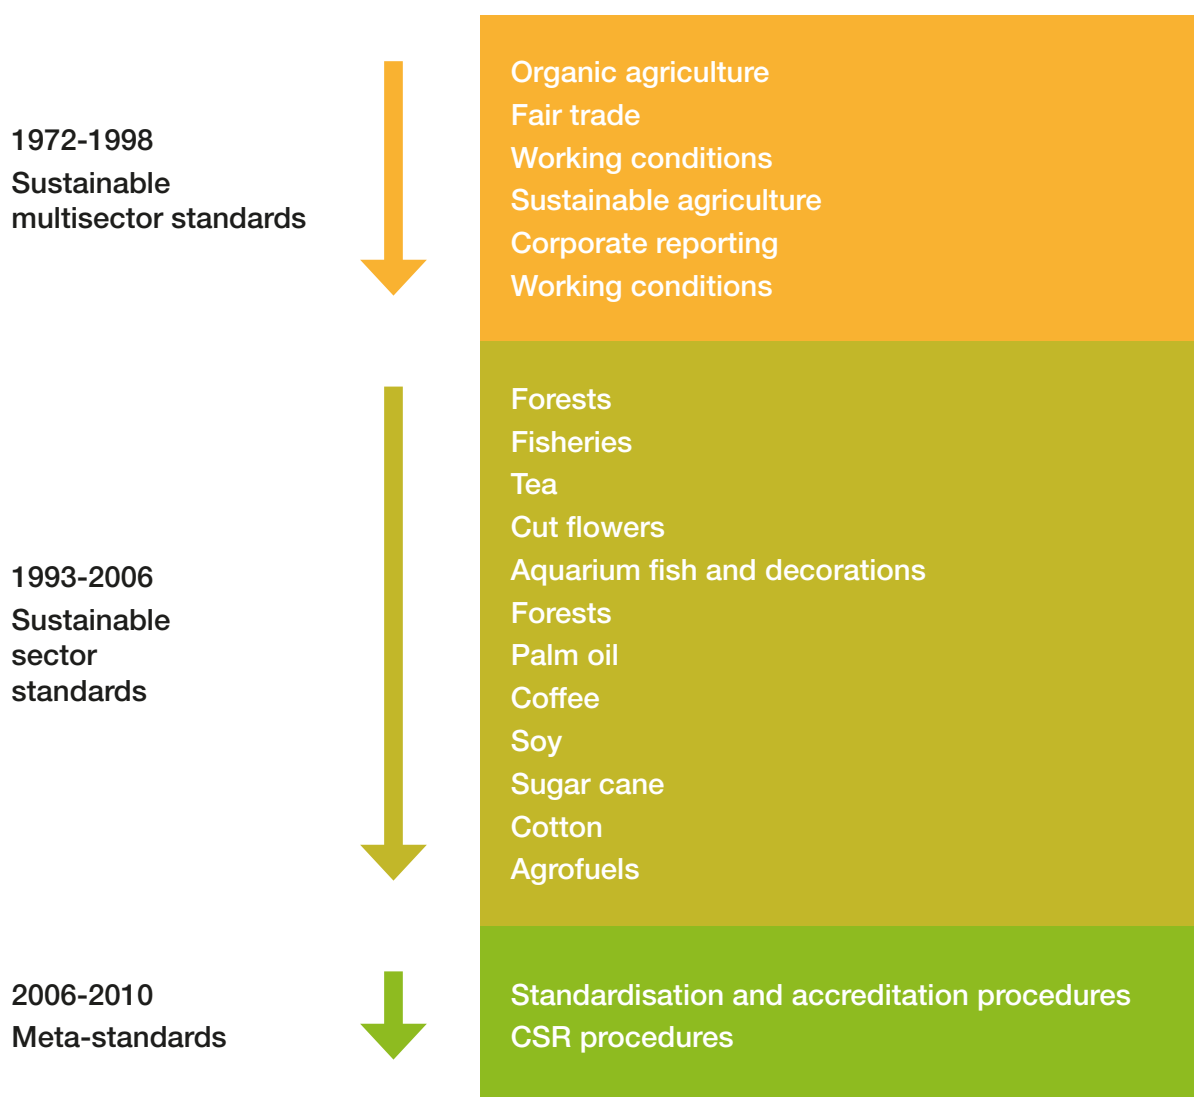 1972-1998
Sustainable
multisector standards
Organic agriculture
Fair trade
Working conditions
Sustainable agriculture
Corporate reporting
Working conditions
1993-2006
Sustainable
sector
standards
Forests
Fisheries
Tea
Cut flowers
Aquarium fish and decorations
Forests
Palm oil
Coffee
Soy
Sugar cane
Cotton
Agrofuels
2006-2010
Meta-standards
Standardisation and accreditation procedures
CSR procedures